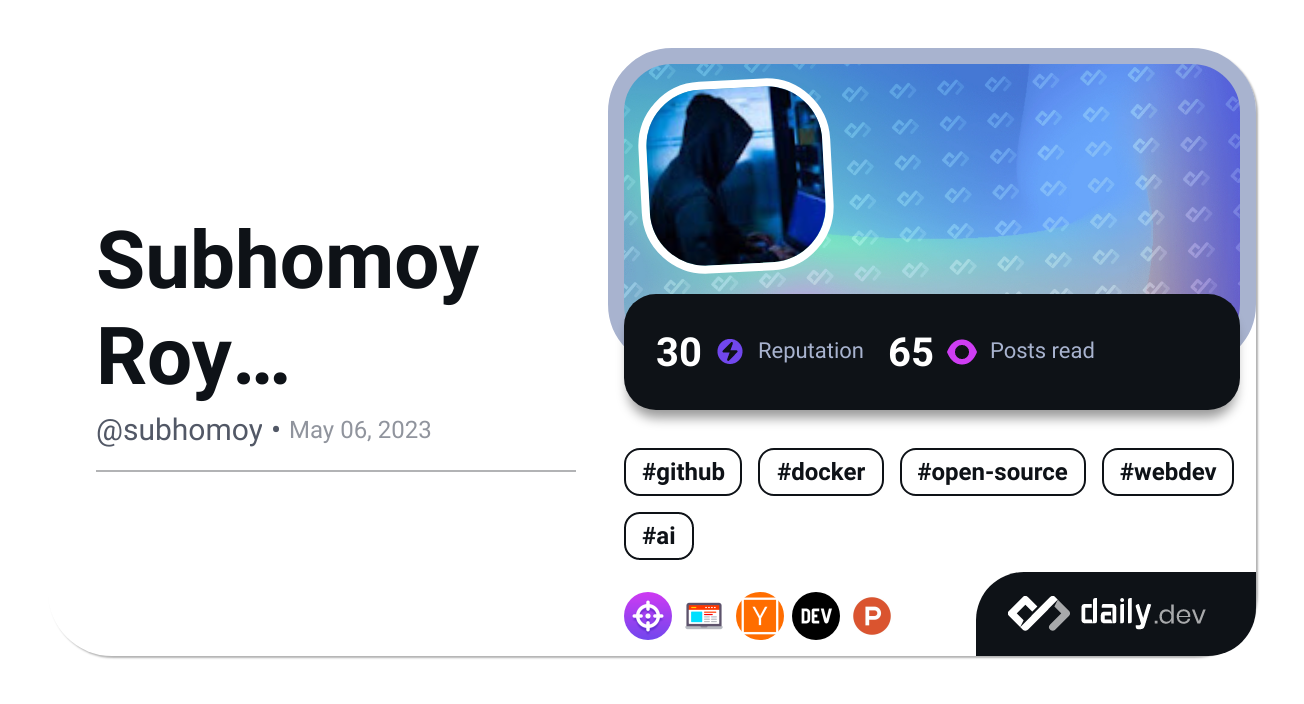 Subhomoy
Roy...
@subhomoy • May 06, 2023
30 Reputation 65 Posts read
#github #docker #open-source #webdev
#ai
Y DEV P
daily.dev